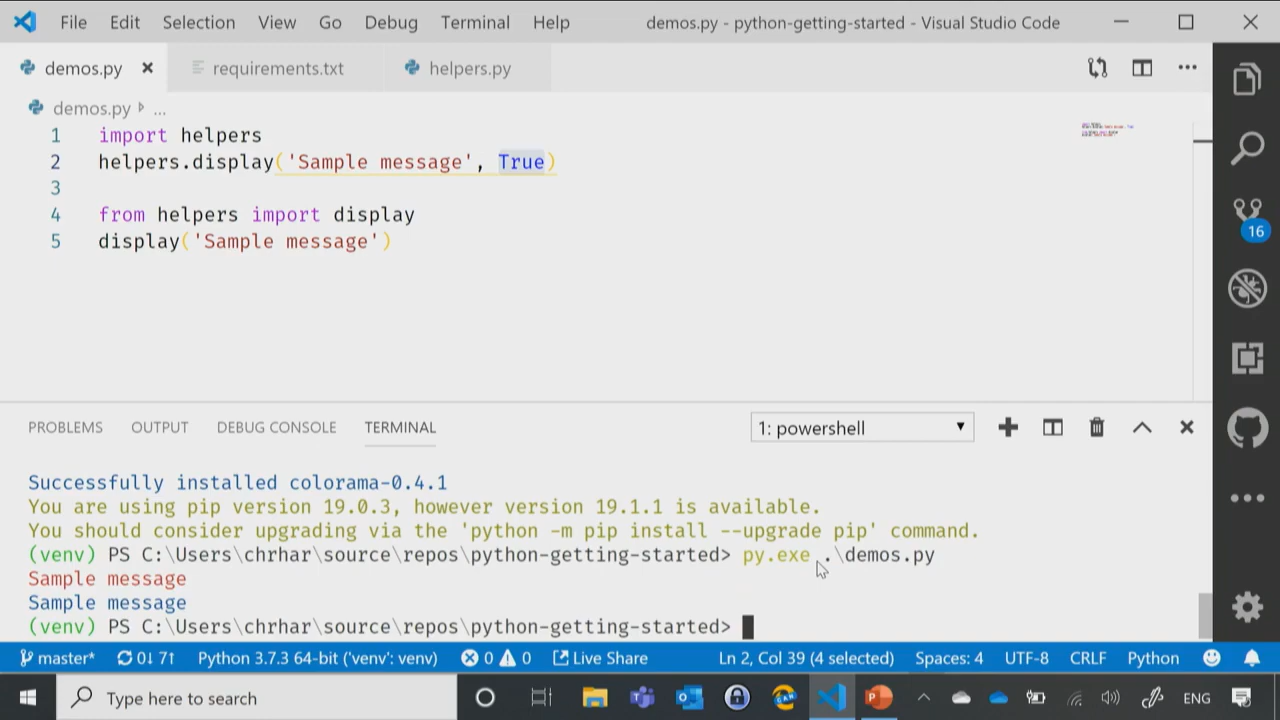 File Edit Selection View Go Debug Terminal Help demos.py - python-getting-started - Visual Studio Code
demos.py requirements.txt helpers.py
demos.py ...
1 import helpers
2 helpers.display('Sample message', True)
3
4 from helpers import display
5 display('Sample message')
16
PROBLEMS OUTPUT DEBUG CONSOLE TERMINAL 1: powershell
Successfully installed colorama-0.4.1
You are using pip version 19.0.3, however version 19.1.1 is available.
You should consider upgrading via the 'python -m pip install --upgrade pip' command.
(venv) PS C:\Users\chrhar\source\repos\python-getting-started> py.exe .\demos.py
Sample message
Sample message
(venv) PS C:\Users\chrhar\source\repos\python-getting-started>
master* 0↓ 7↑ Python 3.7.3 64-bit ('venv': venv) 0 0 Live Share Ln 2, Col 39 (4 selected) Spaces: 4 UTF-8 CRLF Python
Type here to search ENG